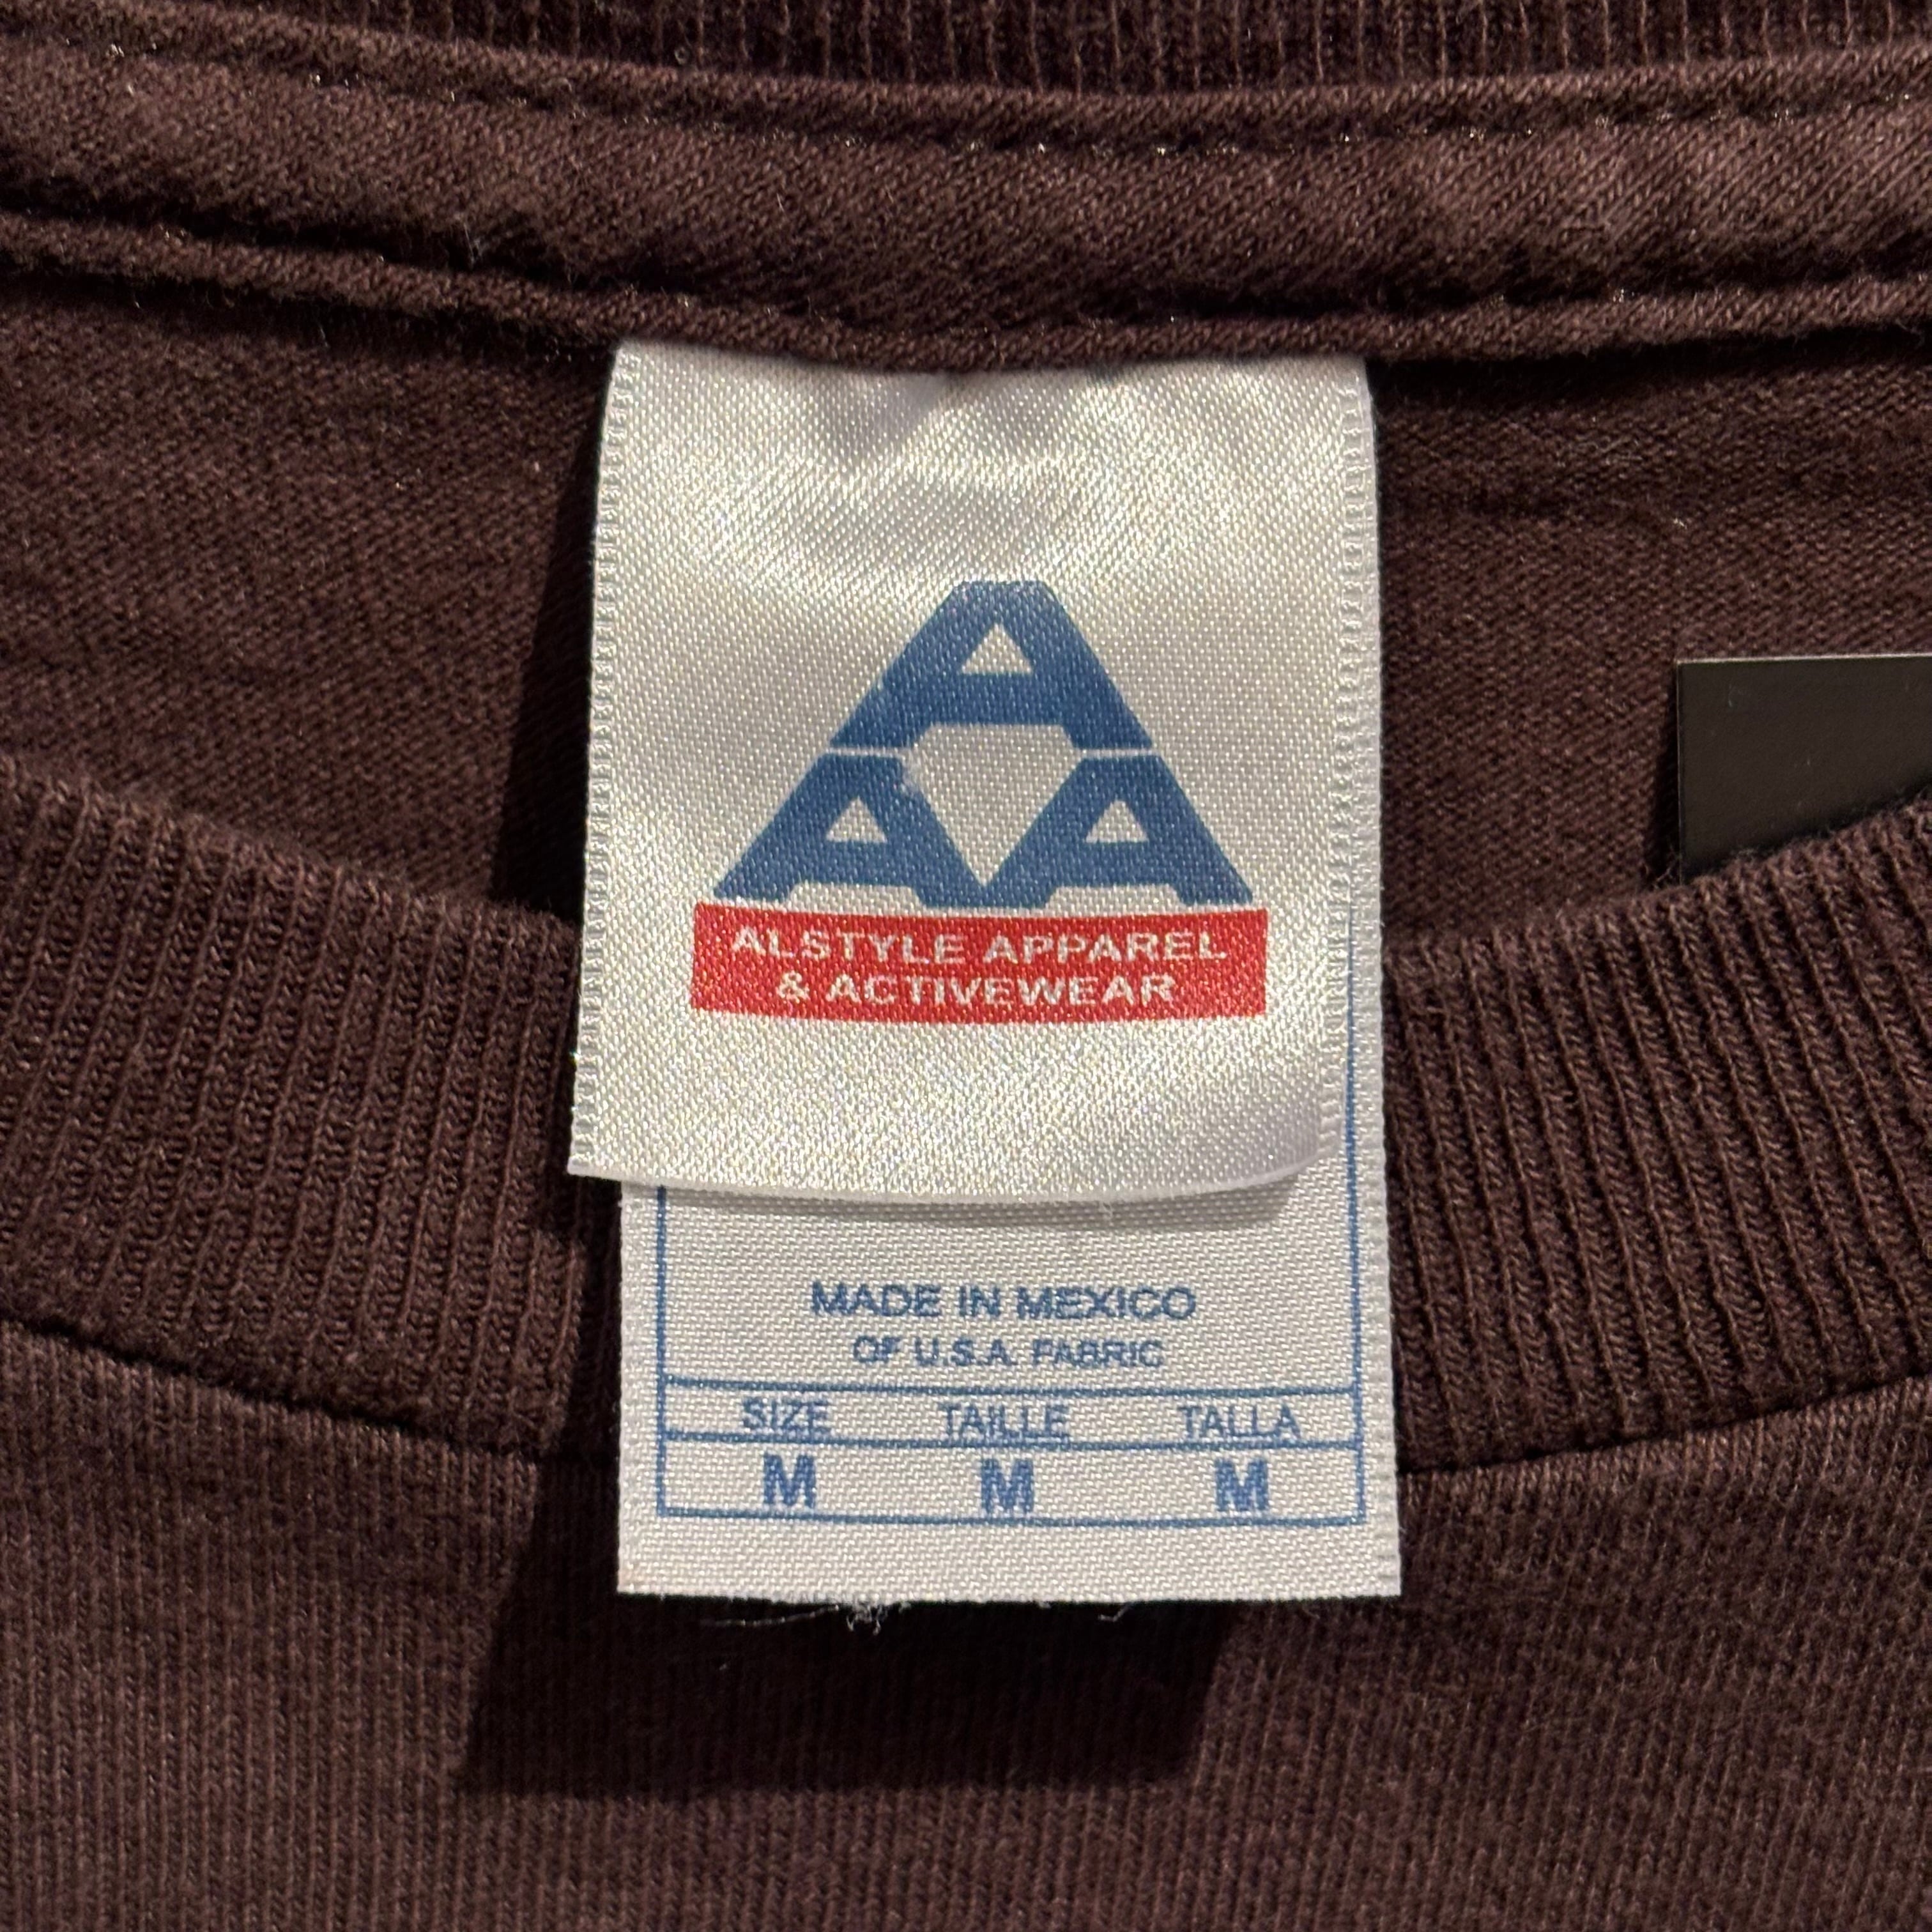 A
A A
ALSTYLE APPAREL
& ACTIVEWEAR
MADE IN MEXICO
OF U.S.A. FABRIC
SIZE TAILLE TALLA
M M M